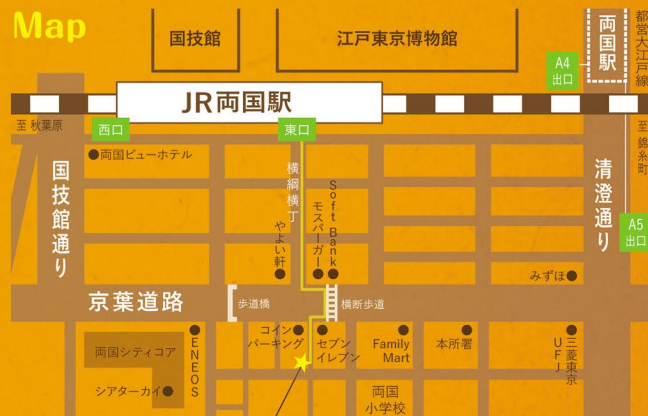 Map
国技館
江戸東京博物館
両国駅
都営大江戸線
A4
出口
JR両国駅
至 秋葉原
西口
東口
至 錦糸町
両国ビューホテル
国技館通り
横綱横丁
清澄通り
Soft Bank
モスバーガー
やよい軒
A5
出口
みずほ
京葉道路
歩道橋
横断歩道
両国シティコア
シアターカイ
ENEOS
コイン
パーキング
セブン
イレブン
Family
Mart
本所署
三菱東京
UFJ
両国
小学校